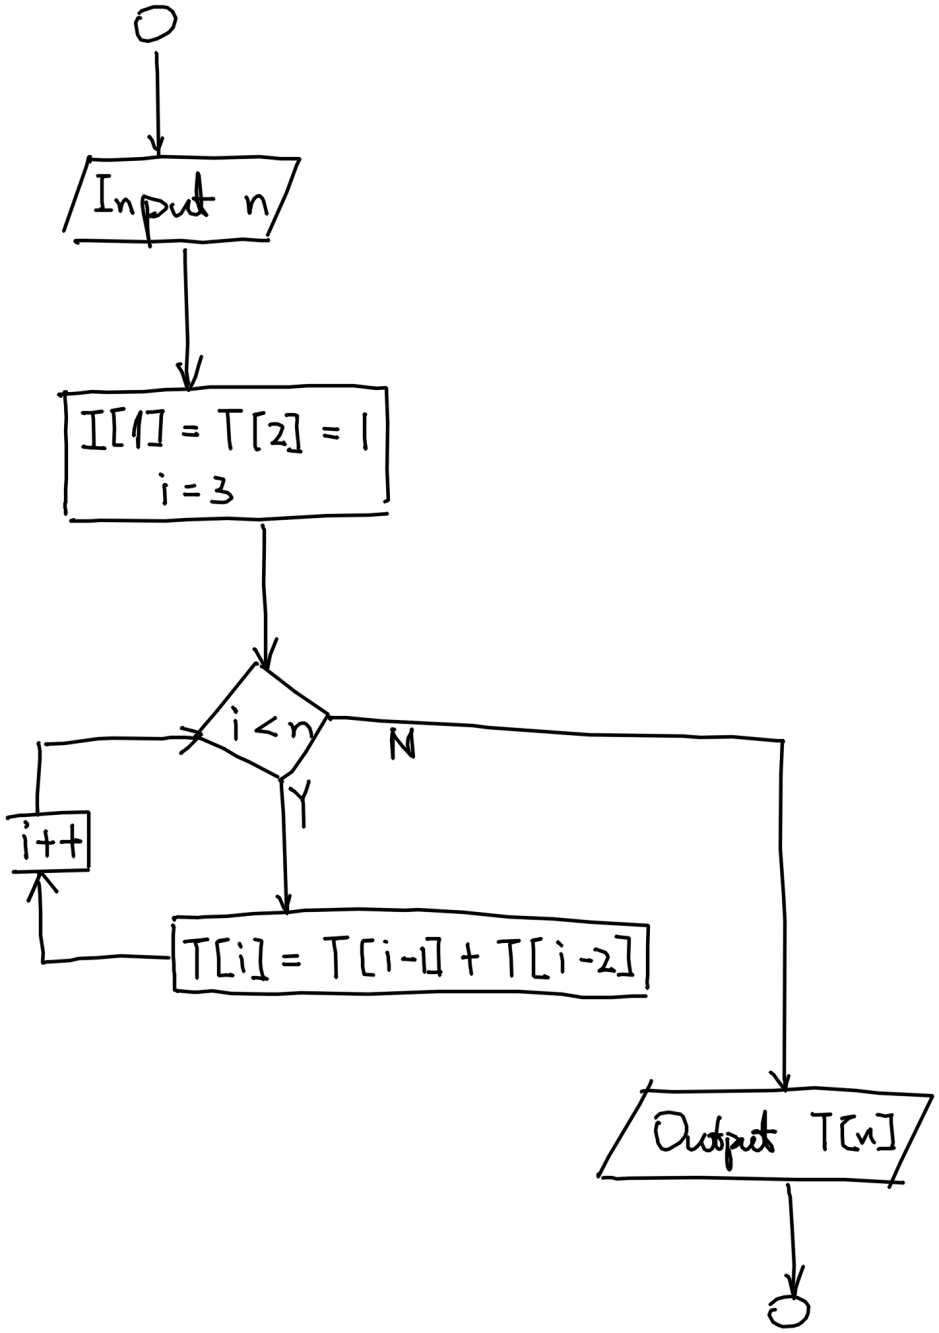 Input n
I[1] = T[2] = 1
i = 3
i < n
N
Y
i++
T[i] = T[i-1] + T[i-2]
Output T[n]